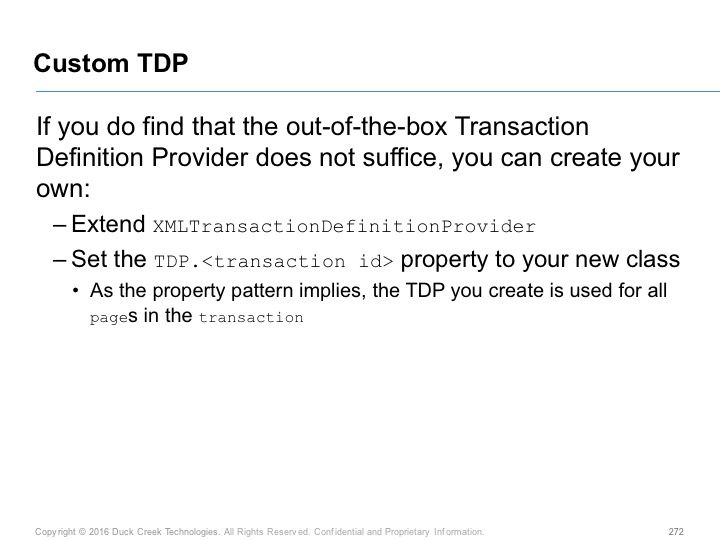 Custom TDP
If you do find that the out-of-the-box Transaction
Definition Provider does not suffice, you can create your
own:
– Extend XMLTransactionDefinitionProvider
– Set the TDP.<transaction id> property to your new class
• As the property pattern implies, the TDP you create is used for all
pages in the transaction
Copyright © 2016 Duck Creek Technologies. All Rights Reserved. Confidential and Proprietary Information.
272